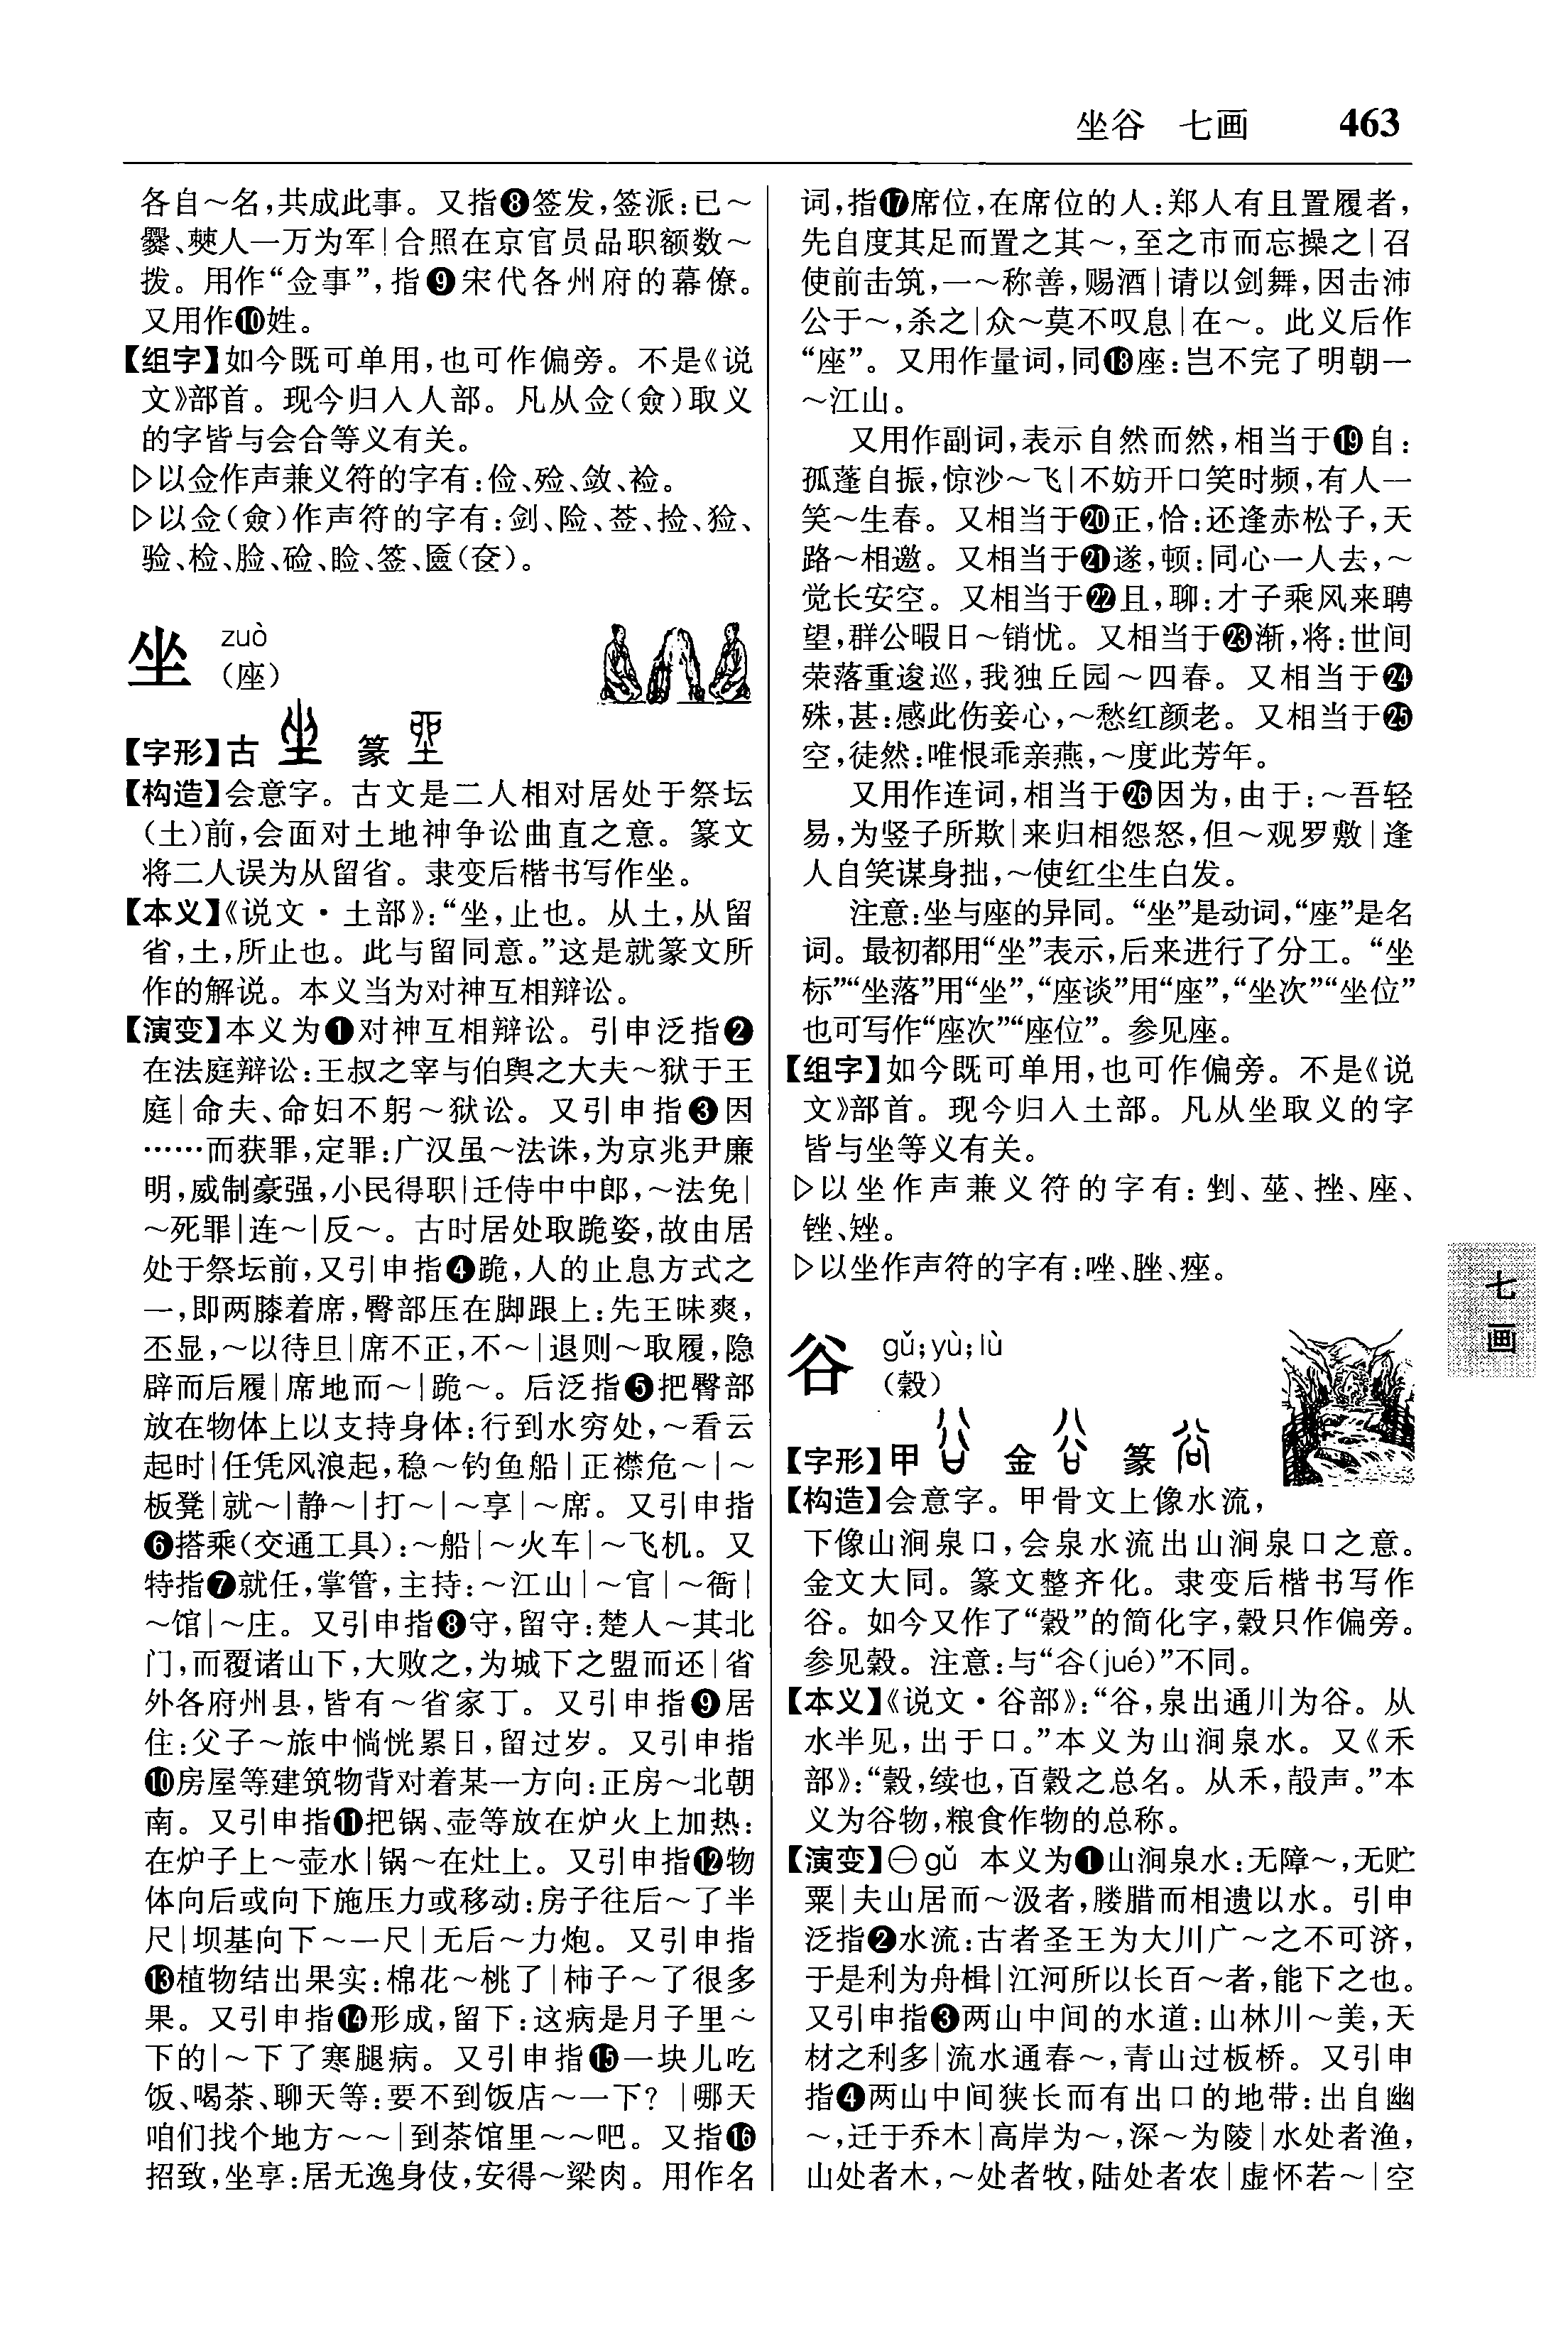 坐谷　七画　463
各自～名,共成此事。又指❽签发,签派:已～
爨、僰人一万为军|合照在京官员品职额数～
拨。用作“佥事”,指❾宋代各州府的幕僚。
又用作❿姓。
【组字】如今既可单用,也可作偏旁。不是《说
文》部首。现今归入人部。凡从佥(僉)取义
的字皆与会合等义有关。
▷以佥作声兼义符的字有:俭、殓、敛、裣。
▷以佥(僉)作声符的字有:剑、险、莶、捡、猃、
验、检、脸、硷、睑、签、匳(奁)。
坐 zuò
(座)
【字形】古 篆
【构造】会意字。古文是二人相对居处于祭坛
(土)前,会面对土地神争讼曲直之意。篆文
将二人误为从留省。隶变后楷书写作坐。
【本义】《说文·土部》:“坐,止也。从土,从留
省,土,所止也。此与留同意。”这是就篆文所
作的解说。本义当为对神互相辩讼。
【演变】本义为❶对神互相辩讼。引申泛指❷
在法庭辩讼:王叔之宰与伯舆之大夫～狱于王
庭|命夫、命妇不躬～狱讼。又引申指❸因
……而获罪,定罪:广汉虽～法诛,为京兆尹廉
明,威制豪强,小民得职|迁侍中中郎,～法免|
～死罪|连～|反～。古时居处取跪姿,故由居
处于祭坛前,又引申指❹跪,人的止息方式之
一,即两膝着席,臀部压在脚跟上:先王昧爽,
丕显,～以待旦|席不正,不～|退则～取履,隐
辟而后履|席地而～|跪～。后泛指❺把臀部
放在物体上以支持身体:行到水穷处,～看云
起时|任凭风浪起,稳～钓鱼船|正襟危～|～
板凳|就～|静～|打～|～享|～席。又引申指
❻搭乘(交通工具):～船|～火车|～飞机。又
特指❼就任,掌管,主持:～江山|～官|～衙|
～馆|～庄。又引申指❽守,留守:楚人～其北
门,而覆诸山下,大败之,为城下之盟而还|省
外各府州县,皆有～省家丁。又引申指❾居
住:父子～旅中惝恍累日,留过岁。又引申指
❿房屋等建筑物背对着某一方向:正房～北朝
南。又引申指⓫把锅、壶等放在炉火上加热:
在炉子上～壶水|锅～在灶上。又引申指⓬物
体向后或向下施压力或移动:房子往后～了半
尺|坝基向下～一尺|无后～力炮。又引申指
⓭植物结出果实:棉花～桃了|柿子～了很多
果。又引申指⓮形成,留下:这病是月子里～
下的|～下了寒腿病。又引申指⓯一块儿吃
饭、喝茶、聊天等:要不到饭店～一下?|哪天
咱们找个地方～～|到茶馆里～～吧。又指⓰
招致,坐享:居无逸身伎,安得～粱肉。用作名
词,指⓱席位,在席位的人:郑人有且置履者,
先自度其足而置之其～,至之市而忘操之|召
使前击筑,一～称善,赐酒|请以剑舞,因击沛
公于～,杀之|众～莫不叹息|在～。此义后作
“座”。又用作量词,同⓲座:岂不完了明朝一
～江山。
又用作副词,表示自然而然,相当于⓳自:
孤蓬自振,惊沙～飞|不妨开口笑时频,有人一
笑～生春。又相当于⓴正,恰:还逢赤松子,天
路～相邀。又相当于㉑遂,顿:同心一人去,～
觉长安空。又相当于㉒且,聊:才子乘风来聘
望,群公暇日～销忧。又相当于㉓渐,将:世间
荣落重逡巡,我独丘园～四春。又相当于㉔
殊,甚:感此伤妾心,～愁红颜老。又相当于㉕
空,徒然:唯恨乖亲燕,～度此芳年。
又用作连词,相当于㉖因为,由于:～吾轻
易,为竖子所欺|来归相怨怒,但～观罗敷|逢
人自笑谋身拙,～使红尘生白发。
注意:坐与座的异同。“坐”是动词,“座”是名
词。最初都用“坐”表示,后来进行了分工。“坐
标”“坐落”用“坐”,“座谈”用“座”,“坐次”“坐位”
也可写作“座次”“座位”。参见座。
【组字】如今既可单用,也可作偏旁。不是《说
文》部首。现今归入土部。凡从坐取义的字
皆与坐等义有关。
▷以坐作声兼义符的字有:剉、莝、挫、座、
锉、矬。
▷以坐作声符的字有:唑、脞、痤。
谷 gǔ;yù;lù
(穀)
【字形】甲 金 篆
【构造】会意字。甲骨文上像水流,
下像山涧泉口,会泉水流出山涧泉口之意。
金文大同。篆文整齐化。隶变后楷书写作
谷。如今又作了“穀”的简化字,穀只作偏旁。
参见穀。注意:与“谷(jué)”不同。
【本义】《说文·谷部》:“谷,泉出通川为谷。从
水半见,出于口。”本义为山涧泉水。又《禾
部》:“穀,续也,百穀之总名。从禾,㱿声。”本
义为谷物,粮食作物的总称。
【演变】㊀gǔ 本义为❶山涧泉水:无障～,无贮
粟|夫山居而～汲者,膢腊而相遗以水。引申
泛指❷水流:古者圣王为大川广～之不可济,
于是利为舟楫|江河所以长百～者,能下之也。
又引申指❸两山中间的水道:山林川～美,天
材之利多|流水通春～,青山过板桥。又引申
指❹两山中间狭长而有出口的地带:出自幽
～,迁于乔木|高岸为～,深～为陵|水处者渔,
山处者木,～处者牧,陆处者农|虚怀若～|空
七画